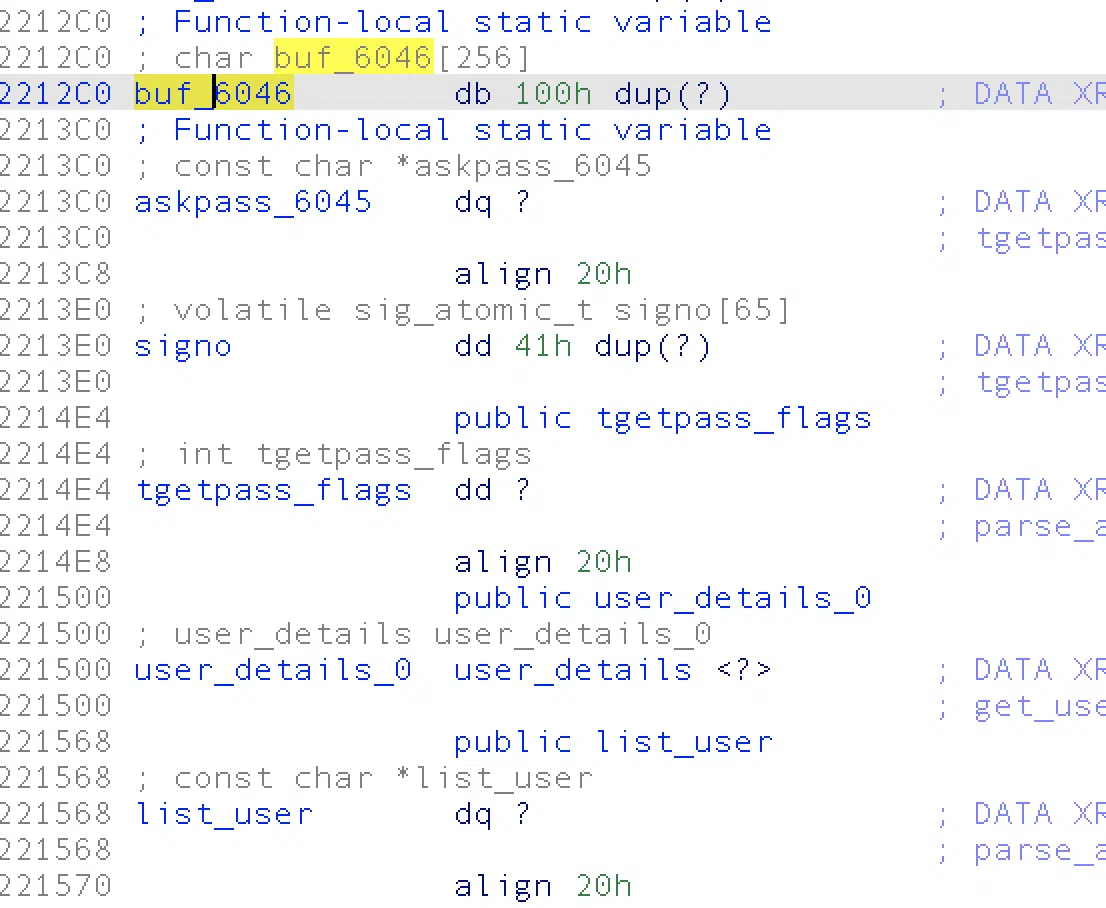 2212C0 ; Function-local static variable
2212C0 ; char buf_6046[256]
2212C0 buf_6046 db 100h dup(?) ; DATA XR
2213C0 ; Function-local static variable
2213C0 ; const char *askpass_6045
2213C0 askpass_6045 dq ? ; DATA XR
2213C0 ; tgetpas
2213C8 align 20h
2213E0 ; volatile sig_atomic_t signo[65]
2213E0 signo dd 41h dup(?) ; DATA XR
2213E0 ; tgetpas
2214E4 public tgetpass_flags
2214E4 ; int tgetpass_flags
2214E4 tgetpass_flags dd ? ; DATA XR
2214E4 ; parse_a
2214E8 align 20h
221500 public user_details_0
221500 ; user_details user_details_0
221500 user_details_0 user_details <?> ; DATA XR
221500 ; get_use
221568 public list_user
221568 ; const char *list_user
221568 list_user dq ? ; DATA XR
221568 ; parse_a
221570 align 20h